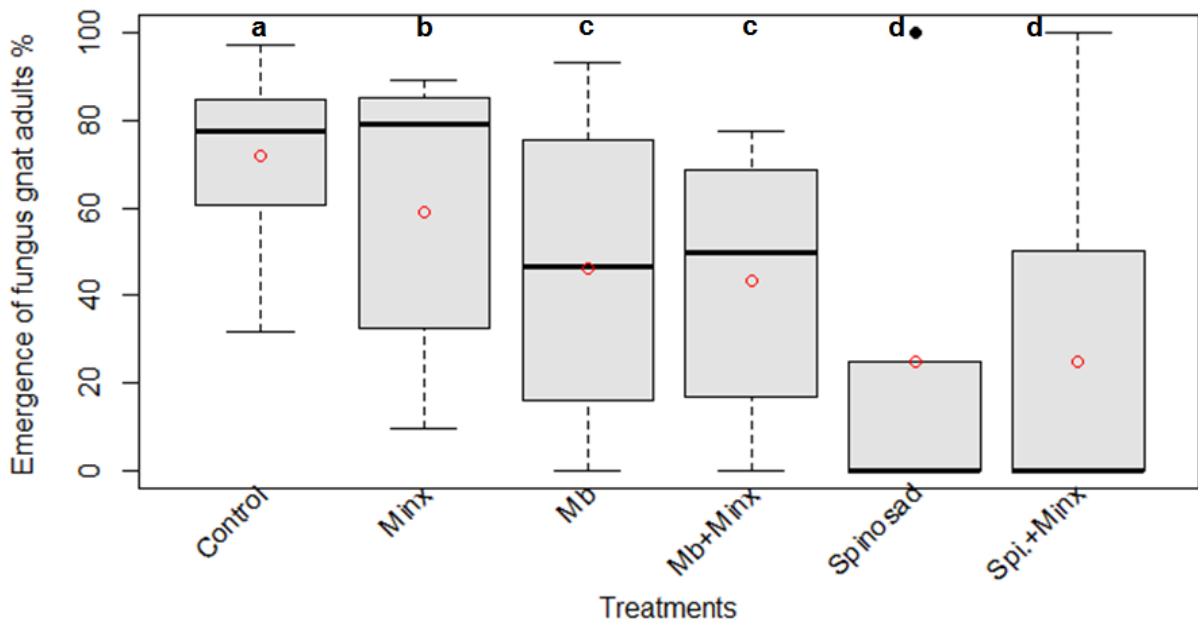 Emergence of fungus gnat adults %
100
80
60
40
20
0
a b c c d d
Control
Minx
Mb
Mb+Minx
Spinosad
Spi.+Minx
Treatments